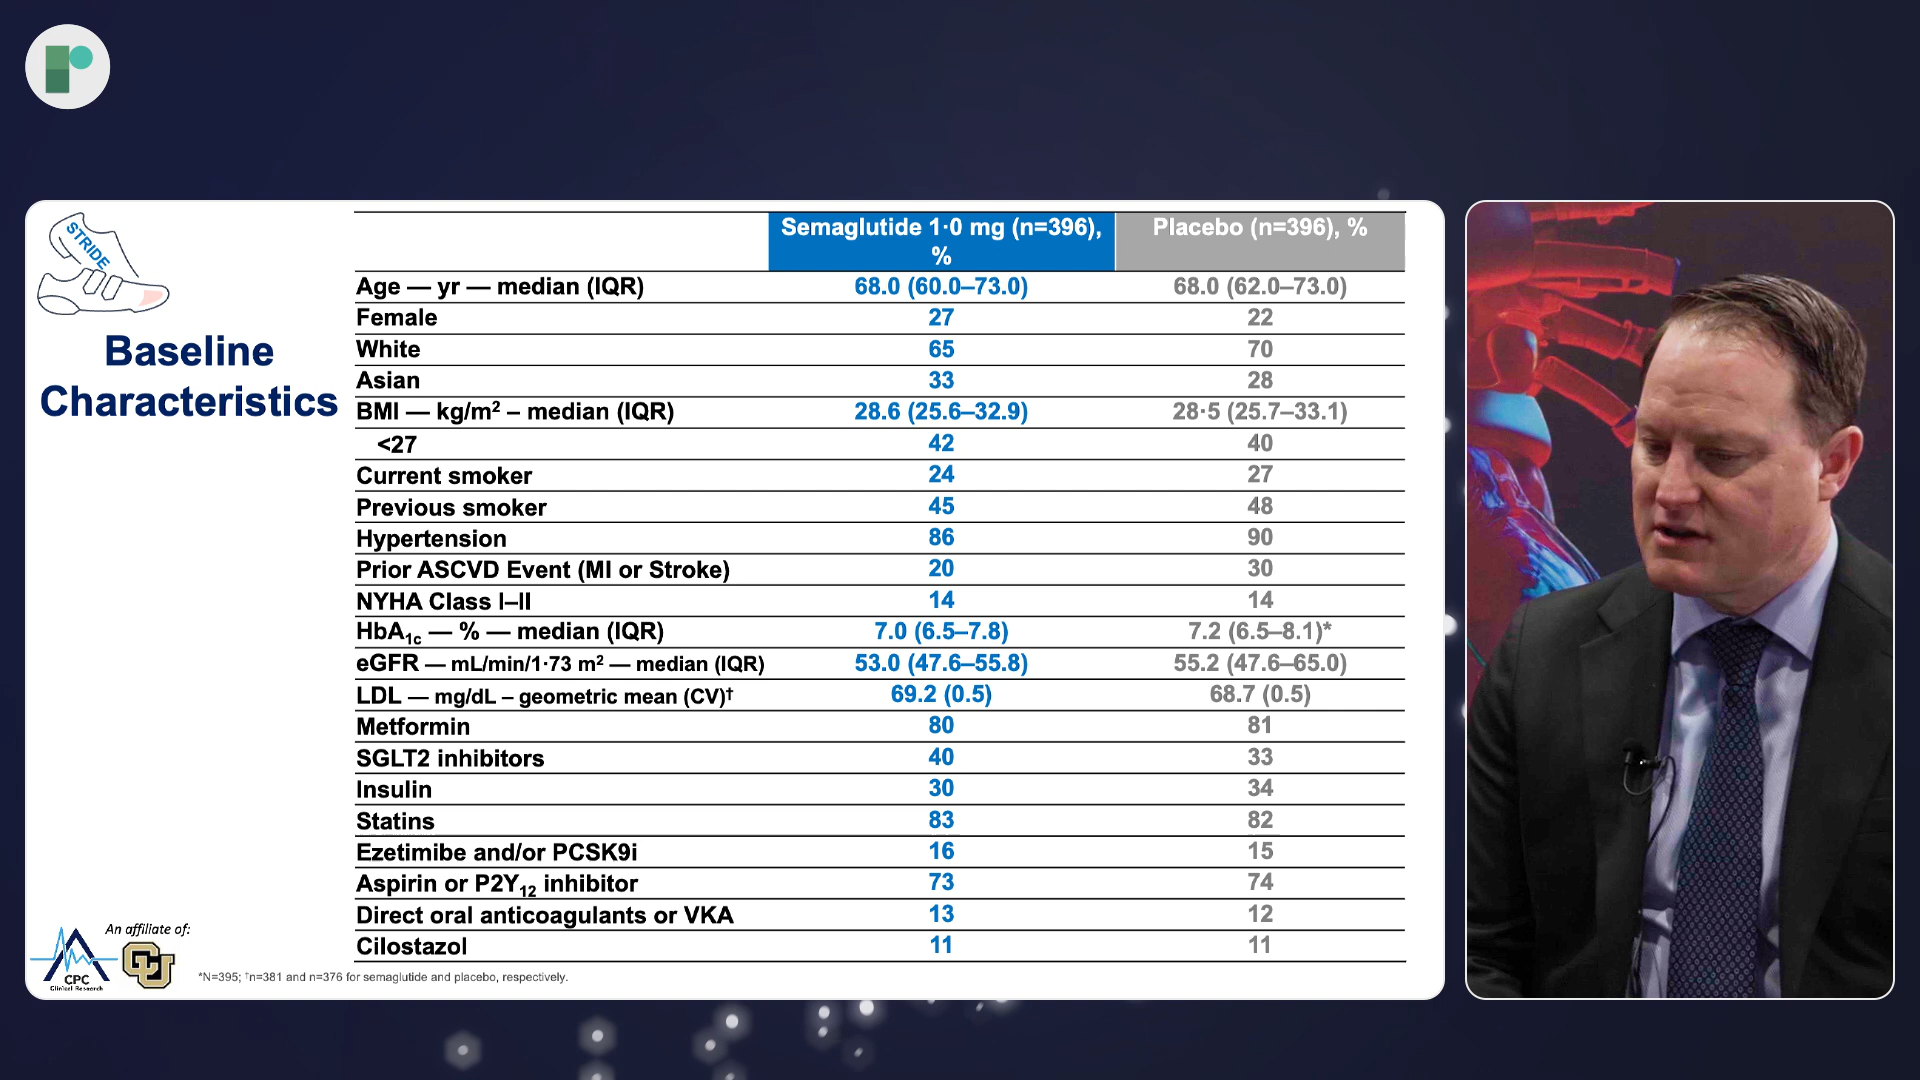 STRIDE
Baseline
Characteristics
Semaglutide 1·0 mg (n=396), % Placebo (n=396), %
Age — yr — median (IQR) 68.0 (60.0–73.0) 68.0 (62.0–73.0)
Female 27 22
White 65 70
Asian 33 28
BMI — kg/m² – median (IQR) 28.6 (25.6–32.9) 28·5 (25.7–33.1)
<27 42 40
Current smoker 24 27
Previous smoker 45 48
Hypertension 86 90
Prior ASCVD Event (MI or Stroke) 20 30
NYHA Class I–II 14 14
HbA₁c — % — median (IQR) 7.0 (6.5–7.8) 7.2 (6.5–8.1)*
eGFR — mL/min/1·73 m² — median (IQR) 53.0 (47.6–55.8) 55.2 (47.6–65.0)
LDL — mg/dL – geometric mean (CV)† 69.2 (0.5) 68.7 (0.5)
Metformin 80 81
SGLT2 inhibitors 40 33
Insulin 30 34
Statins 83 82
Ezetimibe and/or PCSK9i 16 15
Aspirin or P2Y₁₂ inhibitor 73 74
Direct oral anticoagulants or VKA 13 12
Cilostazol 11 11
An affiliate of:
CPC
Clinical Research
CU
*N=395; †n=381 and n=376 for semaglutide and placebo, respectively.